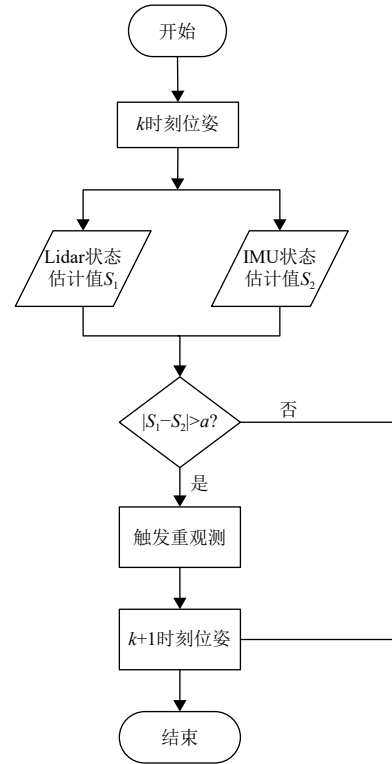 开始
k时刻位姿
Lidar状态
估计值S₁
IMU状态
估计值S₂
|S₁−S₂|>a?
否
是
触发重观测
k+1时刻位姿
结束